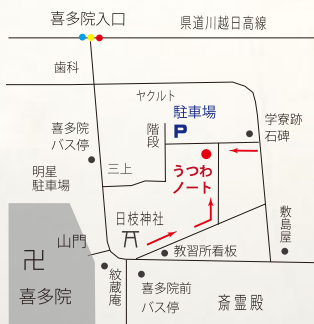 喜多院入口
県道川越日高線
歯科
ヤクルト
駐車場
P
階段
学寮跡
石碑
喜多院
バス停
うつわ
ノート
三上
明星
駐車場
日枝神社
敷島屋
山門
教習所看板
卍
喜多院
紋蔵庵
喜多院前
バス停
斎霊殿